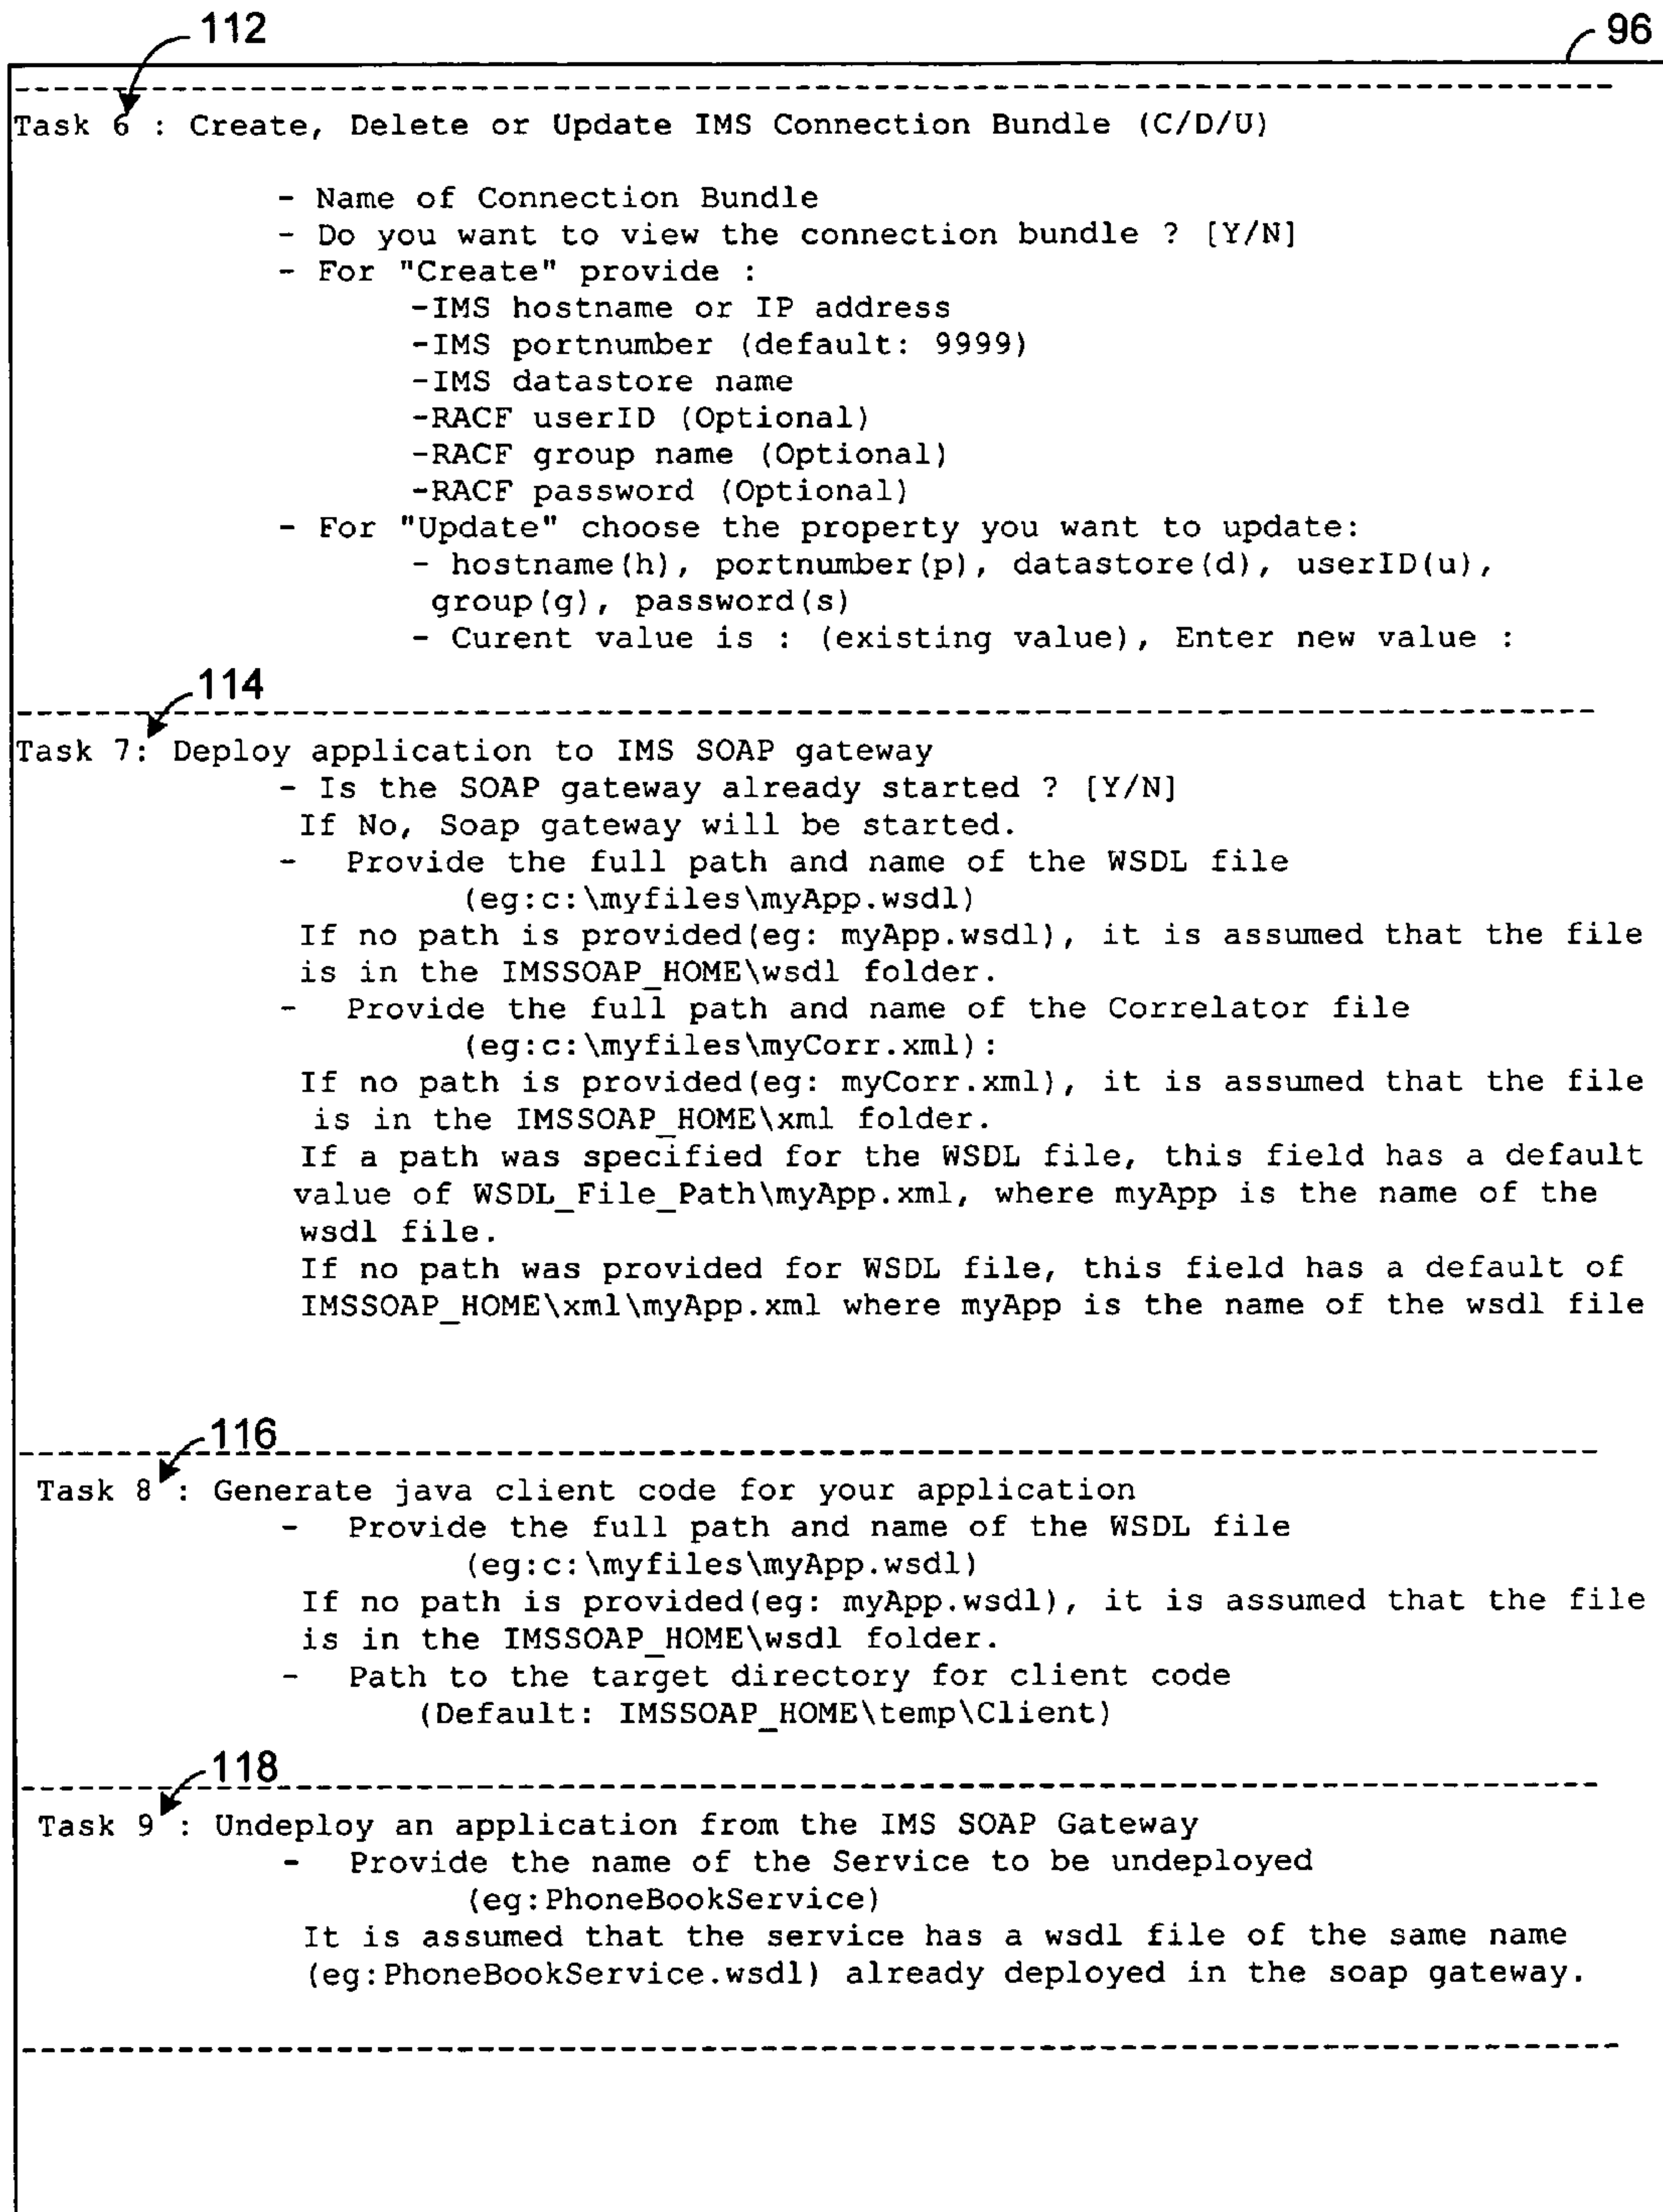 112
96
Task 6 : Create, Delete or Update IMS Connection Bundle (C/D/U)
- Name of Connection Bundle
- Do you want to view the connection bundle ? [Y/N]
- For "Create" provide :
-IMS hostname or IP address
-IMS portnumber (default: 9999)
-IMS datastore name
-RACF userID (Optional)
-RACF group name (Optional)
-RACF password (Optional)
- For "Update" choose the property you want to update:
- hostname(h), portnumber(p), datastore(d), userID(u),
group(g), password(s)
- Curent value is : (existing value), Enter new value :
114
Task 7: Deploy application to IMS SOAP gateway
- Is the SOAP gateway already started ? [Y/N]
If No, Soap gateway will be started.
- Provide the full path and name of the WSDL file
(eg:c:\myfiles\myApp.wsdl)
If no path is provided(eg: myApp.wsdl), it is assumed that the file
is in the IMSSOAP_HOME\wsdl folder.
- Provide the full path and name of the Correlator file
(eg:c:\myfiles\myCorr.xml):
If no path is provided(eg: myCorr.xml), it is assumed that the file
is in the IMSSOAP_HOME\xml folder.
If a path was specified for the WSDL file, this field has a default
value of WSDL_File_Path\myApp.xml, where myApp is the name of the
wsdl file.
If no path was provided for WSDL file, this field has a default of
IMSSOAP_HOME\xml\myApp.xml where myApp is the name of the wsdl file
116
Task 8 : Generate java client code for your application
- Provide the full path and name of the WSDL file
(eg:c:\myfiles\myApp.wsdl)
If no path is provided(eg: myApp.wsdl), it is assumed that the file
is in the IMSSOAP_HOME\wsdl folder.
- Path to the target directory for client code
(Default: IMSSOAP_HOME\temp\Client)
118
Task 9 : Undeploy an application from the IMS SOAP Gateway
- Provide the name of the Service to be undeployed
(eg:PhoneBookService)
It is assumed that the service has a wsdl file of the same name
(eg:PhoneBookService.wsdl) already deployed in the soap gateway.